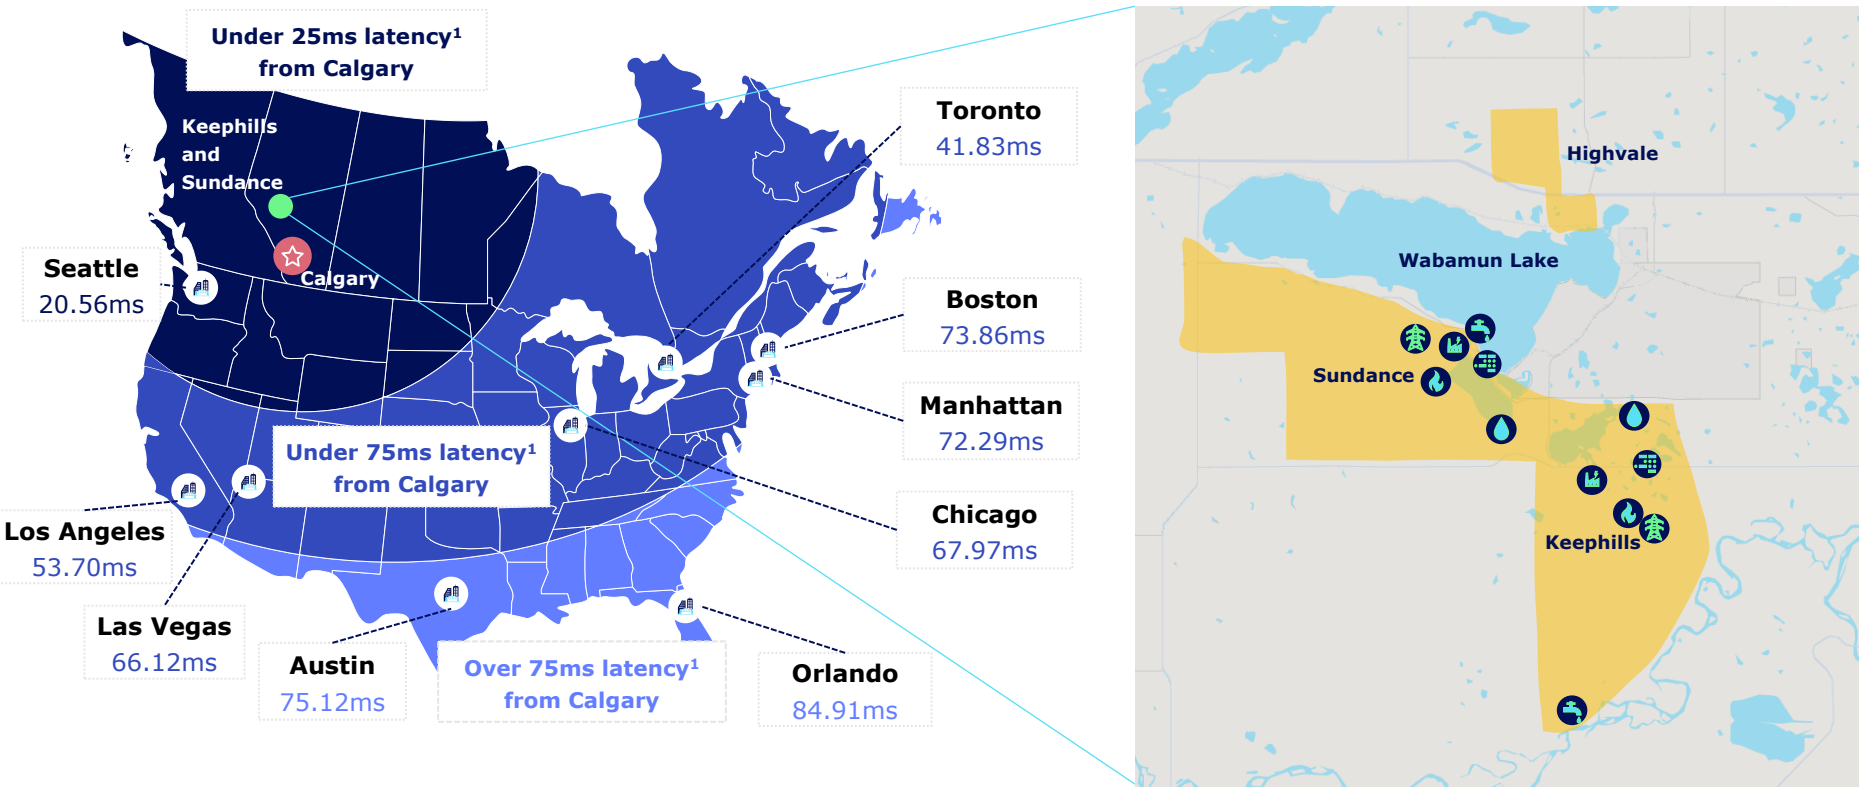 Under 25ms latency¹
from Calgary
Keephills
and
Sundance
Calgary
Seattle
20.56ms
Toronto
41.83ms
Boston
73.86ms
Manhattan
72.29ms
Chicago
67.97ms
Under 75ms latency¹
from Calgary
Los Angeles
53.70ms
Las Vegas
66.12ms
Austin
75.12ms
Over 75ms latency¹
from Calgary
Orlando
84.91ms
Highvale
Wabamun Lake
Sundance
Keephills